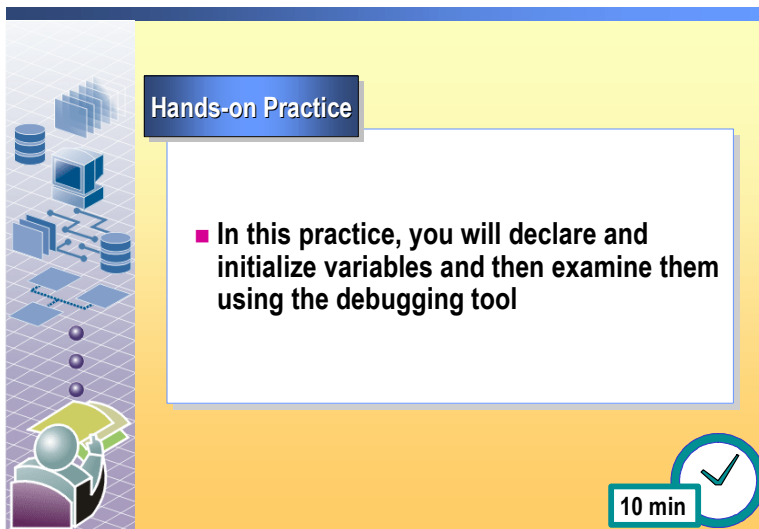 Hands-on Practice
■ In this practice, you will declare and
initialize variables and then examine them
using the debugging tool
10 min